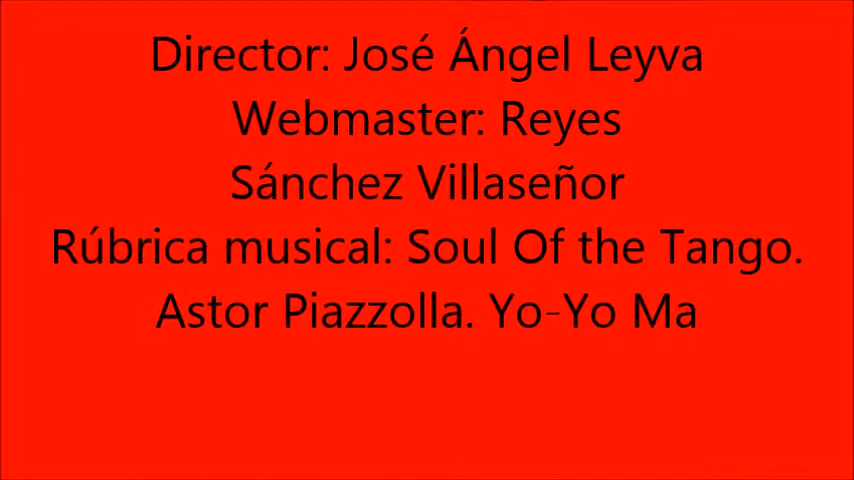 Director: José Ángel Leyva
Webmaster: Reyes
Sánchez Villaseñor
Rúbrica musical: Soul Of the Tango.
Astor Piazzolla. Yo-Yo Ma